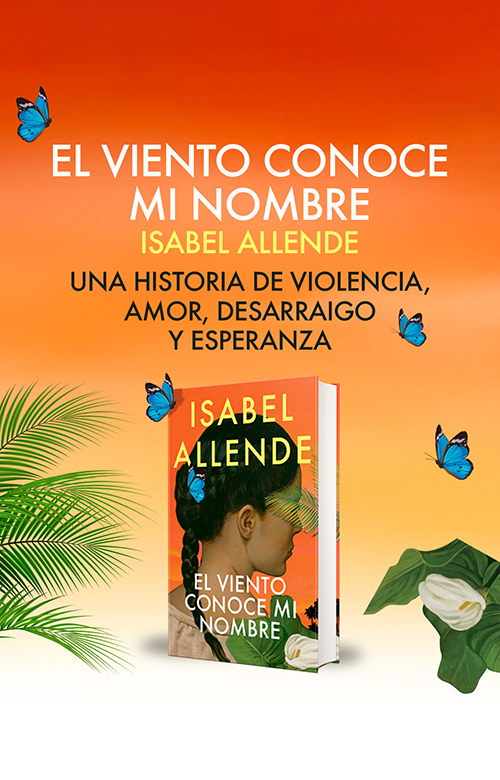 EL VIENTO CONOCE
MI NOMBRE
ISABEL ALLENDE
UNA HISTORIA DE VIOLENCIA,
AMOR, DESARRAIGO
Y ESPERANZA
ISABEL
ALLENDE
EL VIENTO
CONOCE MI
NOMBRE